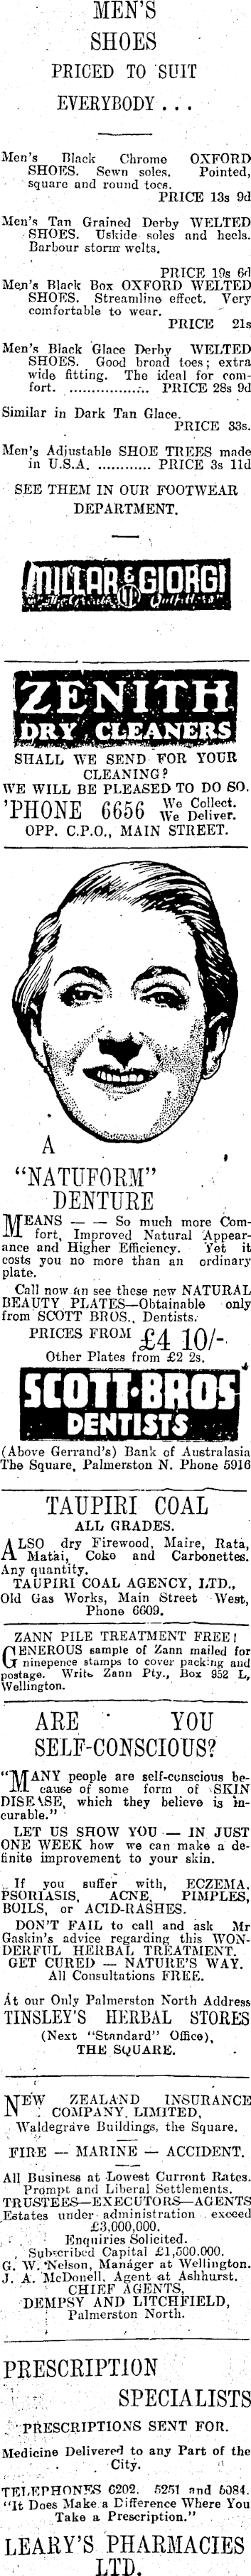 MEN'S
SHOES
PRICED TO SUIT
EVERYBODY . . .
Men's Black Chrome OXFORD
SHOES. Sewn soles. Pointed,
square and round toes.
PRICE 13s 9d
Men's Tan Grained Derby WELTED
SHOES. Uskide soles and heels.
Barbour storm welts.
PRICE 19s 6d
Men's Black Box OXFORD WELTED
SHOES. Streamline effect. Very
comfortable to wear.
PRICE 21s
Men's Black Glace Derby WELTED
SHOES. Good broad toes; extra
wide fitting. The ideal for com-
fort. ................ PRICE 28s 9d
Similar in Dark Tan Glace.
PRICE 33s.
Men's Adjustable SHOE TREES made
in U.S.A. ............ PRICE 3s 11d
SEE THEM IN OUR FOOTWEAR
DEPARTMENT.
MILLAR & GIORGI
ZENITH
DRY CLEANERS
SHALL WE SEND FOR YOUR
CLEANING?
WE WILL BE PLEASED TO DO SO.
'PHONE 6656 We Collect.
We Deliver.
OPP. C.P.O., MAIN STREET.
A
"NATUFORM"
DENTURE
MEANS — — So much more Com-
fort, Improved Natural Appear-
ance and Higher Efficiency. Yet it
costs you no more than an ordinary
plate.
Call now an see these new NATURAL
BEAUTY PLATES—Obtainable only
from SCOTT BROS., Dentists.
PRICES FROM £4 10/-
Other Plates from £2 2s.
SCOTT·BROS
DENTISTS
(Above Gerrand's) Bank of Australasia
The Square, Palmerston N. Phone 5916
TAUPIRI COAL
ALL GRADES.
ALSO dry Firewood, Maire, Rata,
Matai, Coke and Carbonettes.
Any quantity.
TAUPIRI COAL AGENCY, LTD.,
Old Gas Works, Main Street West,
Phone 6609.
ZANN PILE TREATMENT FREE!
GENEROUS sample of Zann mailed for
ninepence stamps to cover packing and
postage. Write Zann Pty., Box 952 L,
Wellington.
ARE YOU
SELF-CONSCIOUS?
"MANY people are self-conscious be-
cause of some form of SKIN
DISEASE, which they believe is in-
curable."
LET US SHOW YOU — IN JUST
ONE WEEK how we can make a de-
finite improvement to your skin.
If you suffer with, ECZEMA,
PSORIASIS, ACNE, PIMPLES,
BOILS, or ACID-RASHES.
DON'T FAIL to call and ask Mr
Gaskin's advice regarding this WON-
DERFUL HERBAL TREATMENT.
GET CURED — NATURE'S WAY.
All Consultations FREE.
At our Only Palmerston North Address
TINSLEY'S HERBAL STORES
(Next "Standard" Office),
THE SQUARE.
NEW ZEALAND INSURANCE
COMPANY, LIMITED,
Waldegrave Buildings, the Square.
FIRE — MARINE — ACCIDENT.
All Business at Lowest Current Rates.
Prompt and Liberal Settlements.
TRUSTEES—EXECUTORS—AGENTS
Estates under administration exceed
£3,000,000.
Enquiries Solicited.
Subscribed Capital £1,500,000.
G. W. Nelson, Manager at Wellington.
J. A. McDonell, Agent at Ashhurst.
CHIEF AGENTS,
DEMPSY AND LITCHFIELD,
Palmerston North.
PRESCRIPTION
SPECIALISTS
PRESCRIPTIONS SENT FOR.
Medicine Delivered to any Part of the
City.
TELEPHONES 6202, 5251 and 5084.
"It Does Make a Difference Where You
Take a Prescription."
LEARY'S PHARMACIES
LTD.